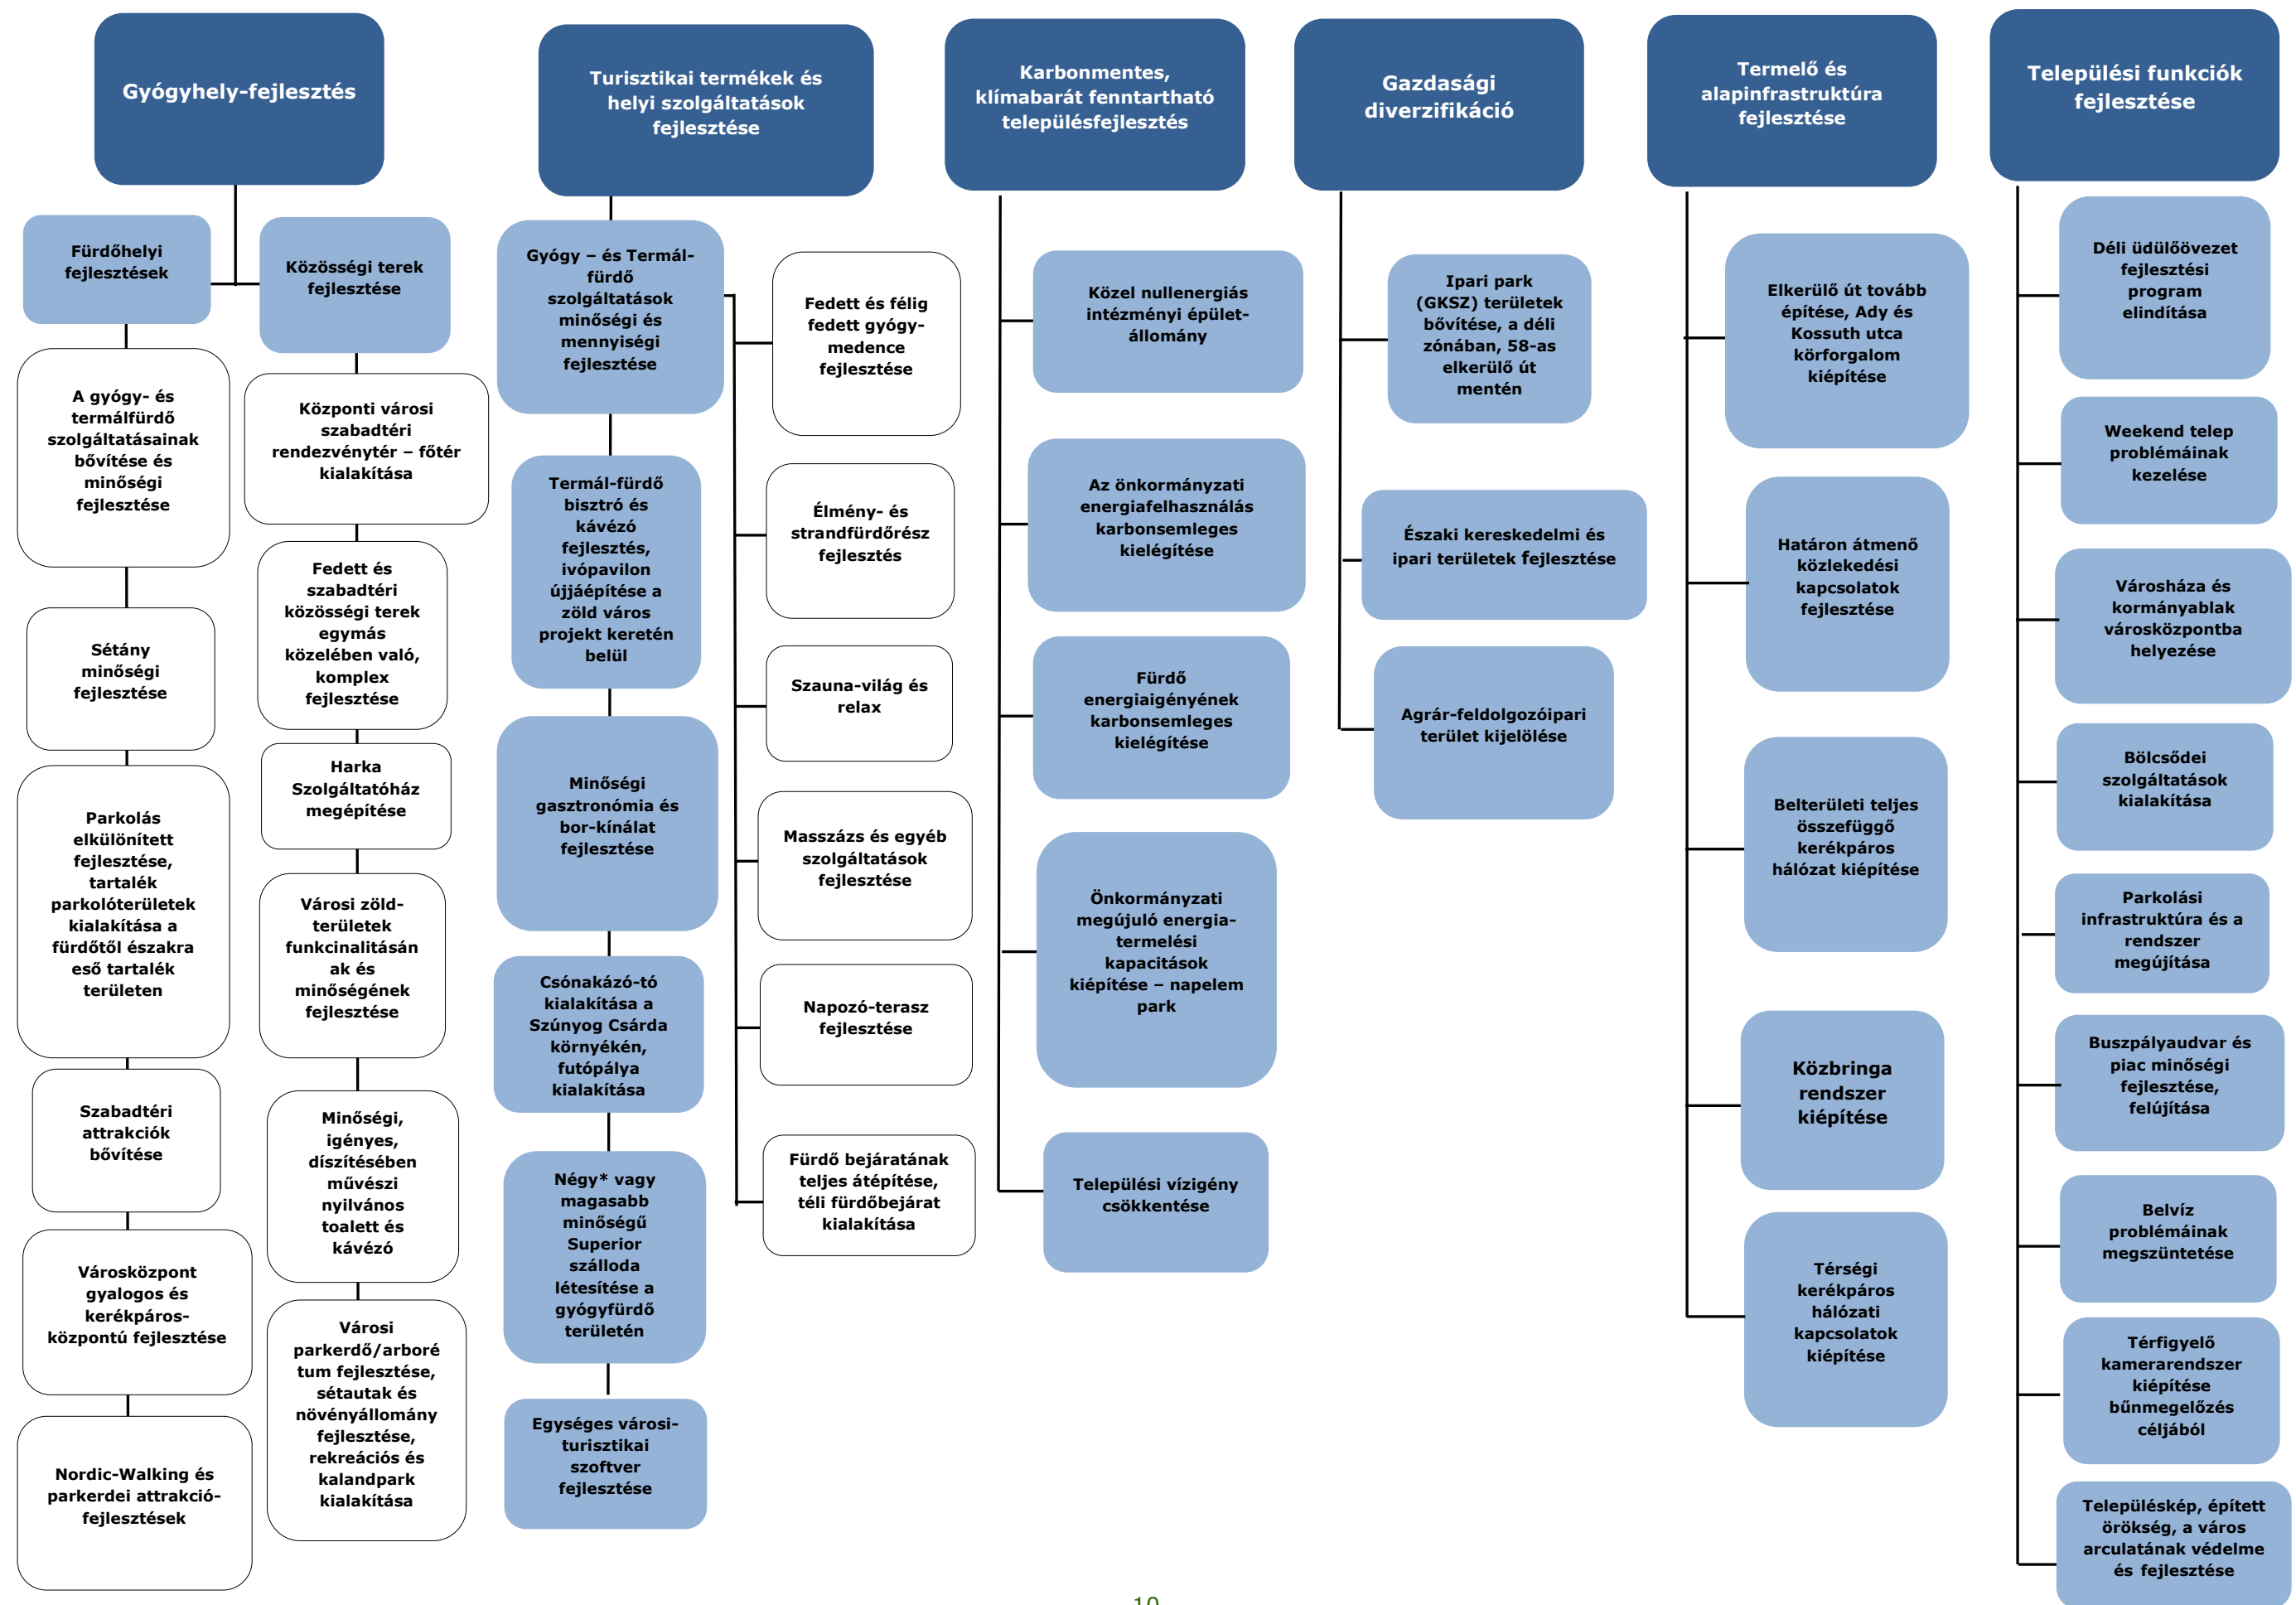 Gyógyhely-fejlesztés
Fürdőhelyi
fejlesztések
A gyógy- és
termálfürdő
szolgáltatásainak
bővítése és
minőségi
fejlesztése
Sétány
minőségi
fejlesztése
Parkolás
elkülönített
fejlesztése,
tartalék
parkolóterületek
kialakítása a
fürdőtől északra
eső tartalék
területen
Szabadtéri
attrakciók
bővítése
Városközpont
gyalogos és
kerékpáros-
központú fejlesztése
Nordic-Walking és
parkerdei attrakció-
fejlesztések
Közösségi terek
fejlesztése
Központi városi
szabadtéri
rendezvénytér – főtér
kialakítása
Fedett és
szabadtéri
közösségi terek
egymás
közelében való,
komplex
fejlesztése
Harka
Szolgáltatóház
megépítése
Városi zöld-
területek
funkcinalitásán
ak és
minőségének
fejlesztése
Minőségi,
igényes,
díszítésében
művészi
nyilvános
toalett és
kávézó
Városi
parkerdő/arboré
tum fejlesztése,
sétautak és
növényállomány
fejlesztése,
rekreációs és
kalandpark
kialakítása
Turisztikai termékek és
helyi szolgáltatások
fejlesztése
Gyógy – és Termál-
fürdő
szolgáltatások
minőségi és
mennyiségi
fejlesztése
Termál-fürdő
bisztró és
kávézó
fejlesztés,
ivópavilon
újjáépítése a
zöld város
projekt keretén
belül
Minőségi
gasztronómia és
bor-kínálat
fejlesztése
Csónakázó-tó
kialakítása a
Szúnyog Csárda
környékén,
futópálya
kialakítása
Négy* vagy
magasabb
minőségű
Superior
szálloda
létesítése a
gyógyfürdő
területén
Egységes városi-
turisztikai
szoftver
fejlesztése
Fedett és félig
fedett gyógy-
medence
fejlesztése
Élmény- és
strandfürdőrész
fejlesztés
Szauna-világ és
relax
Masszázs és egyéb
szolgáltatások
fejlesztése
Napozó-terasz
fejlesztése
Fürdő bejáratának
teljes átépítése,
téli fürdőbejárat
kialakítása
Karbonmentes,
klímabarát fenntartható
településfejlesztés
Közel nullenergiás
intézményi épület-
állomány
Az önkormányzati
energiafelhasználás
karbonsemleges
kielégítése
Fürdő
energiaigényének
karbonsemleges
kielégítése
Önkormányzati
megújuló energia-
termelési
kapacitások
kiépítése – napelem
park
Települési vízigény
csökkentése
Gazdasági
diverzifikáció
Ipari park
(GKSZ) területek
bővítése, a déli
zónában, 58-as
elkerülő út
mentén
Északi kereskedelmi és
ipari területek fejlesztése
Agrár-feldolgozóipari
terület kijelölése
Termelő és
alapinfrastruktúra
fejlesztése
Elkerülő út tovább
építése, Ady és
Kossuth utca
körforgalom
kiépítése
Határon átmenő
közlekedési
kapcsolatok
fejlesztése
Belterületi teljes
összefüggő
kerékpáros
hálózat kiépítése
Közbringa
rendszer
kiépítése
Térségi
kerékpáros
hálózati
kapcsolatok
kiépítése
Települési funkciók
fejlesztése
Déli üdülőövezet
fejlesztési
program
elindítása
Weekend telep
problémáinak
kezelése
Városháza és
kormányablak
városközpontba
helyezése
Bölcsődei
szolgáltatások
kialakítása
Parkolási
infrastruktúra és a
rendszer
megújítása
Buszpályaudvar és
piac minőségi
fejlesztése,
felújítása
Belvíz
problémáinak
megszüntetése
Térfigyelő
kamerarendszer
kiépítése
bűnmegelőzés
céljából
Településkép, épített
örökség, a város
arculatának védelme
és fejlesztése
10